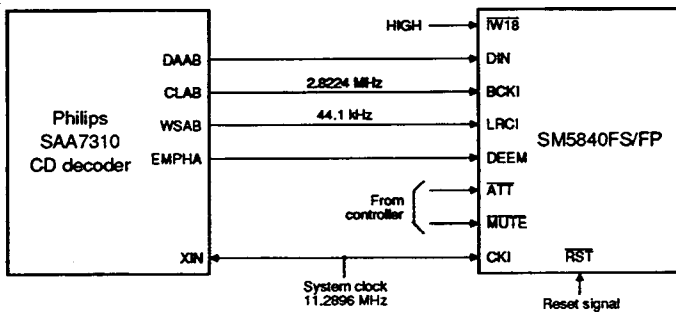 HIGH
IW18
DAAB
DIN
CLAB
2.8224 MHz
BCKI
Philips
SAA7310
CD decoder
WSAB
44.1 kHz
LRCI
SM5840FS/FP
EMPHA
DEEM
From
controller
ATT
MUTE
XIN
CKI
RST
System clock
11.2896 MHz
Reset signal